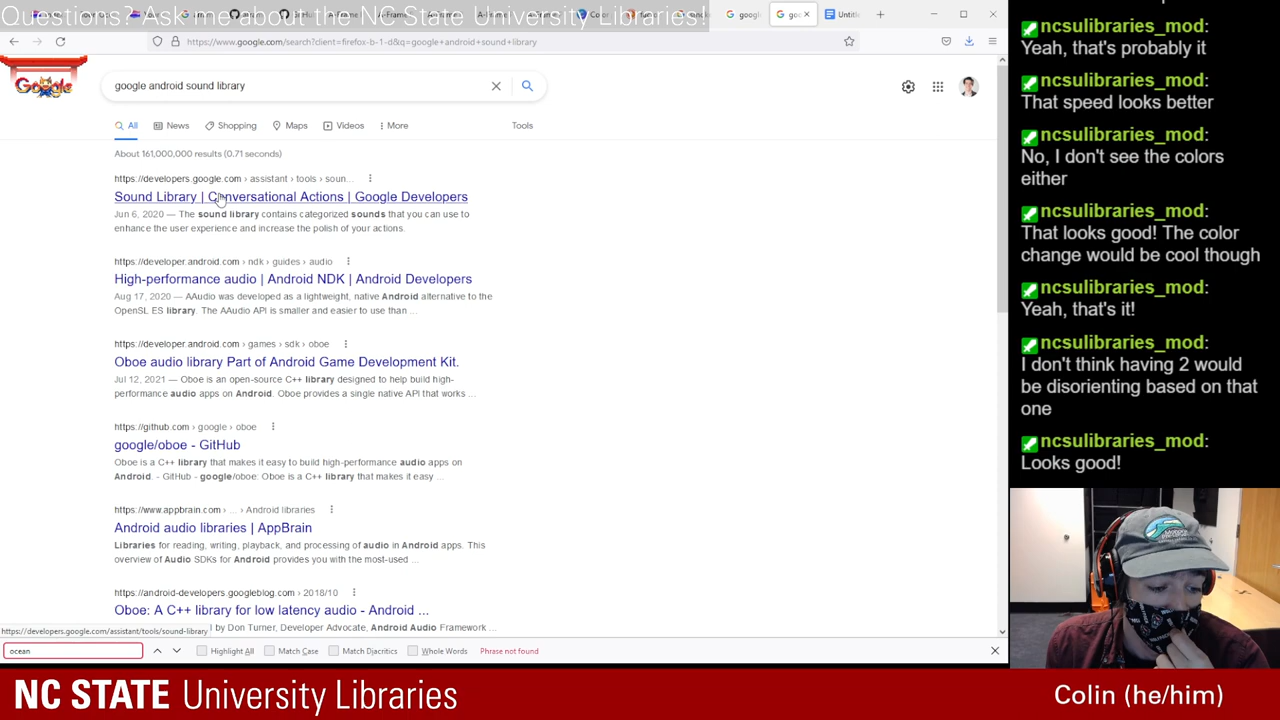 Questions? Ask me about the NC State University Libraries!
https://www.google.com/search?client=firefox-b-1-d&q=google+android+sound+library
Google
google android sound library
All
News
Shopping
Maps
Videos
More
Tools
About 161,000,000 results (0.71 seconds)
https://developers.google.com › assistant › tools › soun...
Sound Library | Conversational Actions | Google Developers
Jun 6, 2020 — The sound library contains categorized sounds that you can use to
enhance the user experience and increase the polish of your actions.
https://developer.android.com › ndk › guides › audio
High-performance audio | Android NDK | Android Developers
Aug 17, 2020 — AAudio was developed as a lightweight, native Android alternative to the
OpenSL ES library. The AAudio API is smaller and easier to use than ...
https://developer.android.com › games › sdk › oboe
Oboe audio library Part of Android Game Development Kit.
Jul 12, 2021 — Oboe is an open-source C++ library designed to help build high-
performance audio apps on Android. Oboe provides a single native API that works ...
https://github.com › google › oboe
google/oboe - GitHub
Oboe is a C++ library that makes it easy to build high-performance audio apps on
Android. - GitHub - google/oboe: Oboe is a C++ library that makes it easy ...
https://www.appbrain.com › ... › Android libraries
Android audio libraries | AppBrain
Libraries for reading, writing, playback, and processing of audio in Android apps. This
overview of Audio SDKs for Android provides you with the most-used ...
https://android-developers.googleblog.com › 2018/10
Oboe: A C++ library for low latency audio - Android ...
by Don Turner, Developer Advocate, Android Audio Framework ...
https://developers.google.com/assistant/tools/sound-library
ocean
Highlight All
Match Case
Match Diacritics
Whole Words
Phrase not found
ncsulibraries_mod:
Yeah, that's probably it
ncsulibraries_mod:
That speed looks better
ncsulibraries_mod:
No, I don't see the colors
either
ncsulibraries_mod:
That looks good! The color
change would be cool though
ncsulibraries_mod:
Yeah, that's it!
ncsulibraries_mod:
I don't think having 2 would
be disorienting based on that
one
ncsulibraries_mod:
Looks good!
NC STATE University Libraries
Colin (he/him)